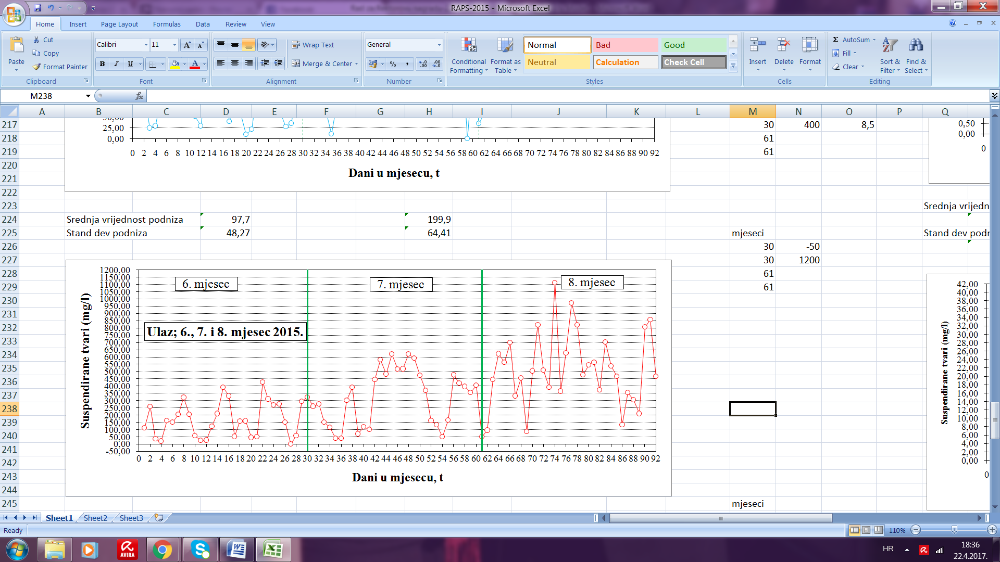 RAPS-2015 - Microsoft Excel
Home Insert Page Layout Formulas Data Review View
Paste
Cut
Copy
Format Painter
Clipboard
Calibri 11
B I U
Font
Wrap Text
Merge & Center
Alignment
General
% ,
Number
Conditional Formatting
Format as Table
Normal Bad Good
Neutral Calculation Check Cell
Styles
Insert Delete Format
Cells
Σ AutoSum
Fill
Clear
Sort & Filter
Find & Select
Editing
M238
fx
A B C D E F G H I J K L M N O P Q
217 25,00 30 400 8,5 0,50
218 0,00 61 0,00
219 0 2 4 6 8 10 12 14 16 18 20 22 24 26 28 30 32 34 36 38 40 42 44 46 48 50 52 54 56 58 60 62 64 66 68 70 72 74 76 78 80 82 84 86 88 90 92 61 0
220
221 Dani u mjesecu, t
222
223 Srednja vrijedn
224 Srednja vrijednost podniza 97,7 199,9
225 Stand dev podniza 48,27 64,41 mjeseci Stand dev podr
226 30 -50
227 30 1200
228 61
229 61
230
231
232
233
234
235
236
237
238
239
240
241
242
243
244
245 mjeseci
1200,00
1150,00
1100,00
1050,00
1000,00
950,00
900,00
850,00
800,00
750,00
700,00
650,00
600,00
550,00
500,00
450,00
400,00
350,00
300,00
250,00
200,00
150,00
100,00
50,00
0,00
-50,00
Suspendirane tvari (mg/l)
6. mjesec 7. mjesec 8. mjesec
Ulaz; 6., 7. i 8. mjesec 2015.
0 2 4 6 8 10 12 14 16 18 20 22 24 26 28 30 32 34 36 38 40 42 44 46 48 50 52 54 56 58 60 62 64 66 68 70 72 74 76 78 80 82 84 86 88 90 92
Dani u mjesecu, t
42,00
40,00
38,00
36,00
34,00
32,00
30,00
28,00
26,00
24,00
22,00
20,00
18,00
16,00
14,00
12,00
10,00
8,00
6,00
4,00
2,00
0,00
0
Suspendirane tvari (mg/l)
Sheet1 Sheet2 Sheet3
Ready
110%
AVIRA
HR
18:36
22.4.2017.